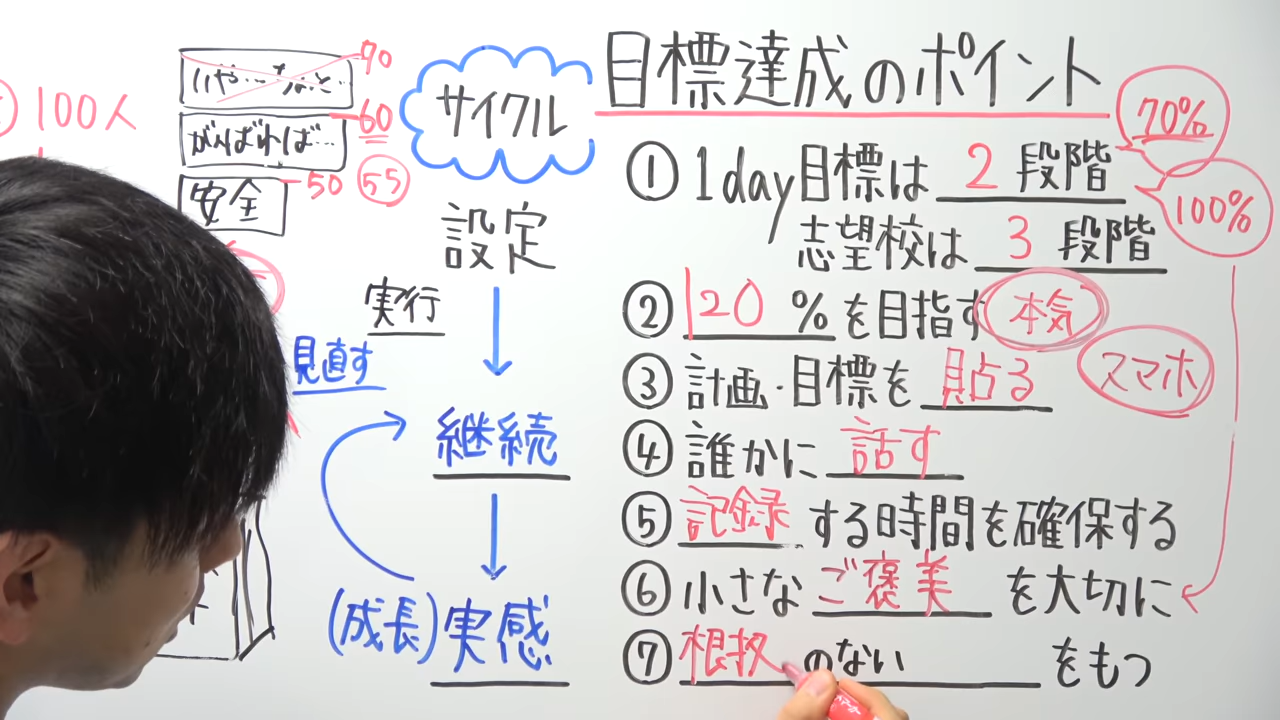 100人
いや…なんと…
90
がんばれば…
60
安全
50
55
サイクル
設定
実行
見直す
継続
(成長)実感
目標達成のポイント
70%
100%
①1day目標は2段階
志望校は3段階
②120%を目指す
本気
③計画・目標を貼る
スマホ
④誰かに話す
⑤記録する時間を確保する
⑥小さなご褒美を大切に
⑦根拠のない をもつ